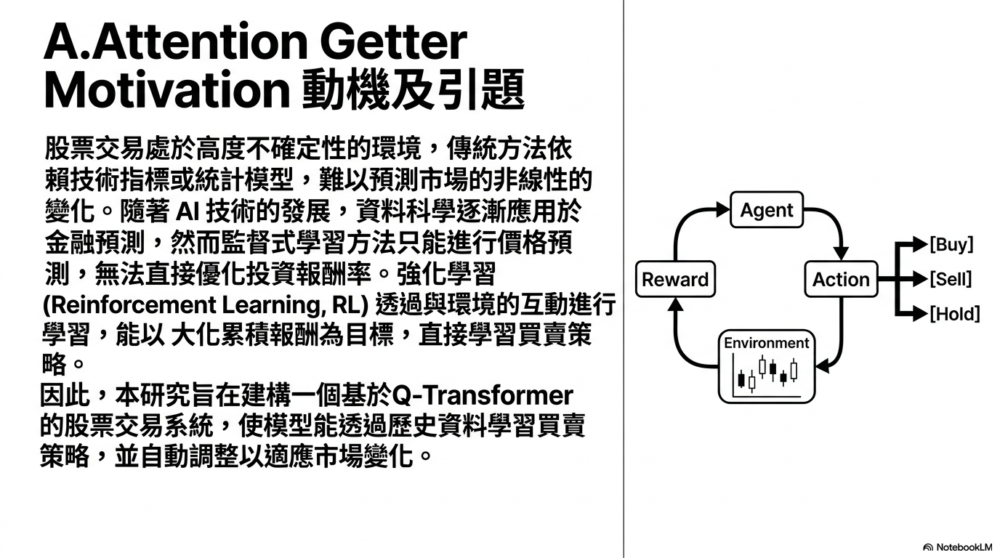 A.Attention Getter
Motivation 動機及引題
股票交易處於高度不確定性的環境，傳統方法依
賴技術指標或統計模型，難以預測市場的非線性的
變化。隨著 AI 技術的發展，資料科學逐漸應用於
金融預測，然而監督式學習方法只能進行價格預
測，無法直接優化投資報酬率。強化學習
(Reinforcement Learning, RL) 透過與環境的互動進行
學習，能以 大化累積報酬為目標，直接學習買賣策
略。
因此，本研究旨在建構一個基於Q-Transformer
的股票交易系統，使模型能透過歷史資料學習買賣
策略，並自動調整以適應市場變化。
Agent
Reward
Action
[Buy]
[Sell]
[Hold]
Environment
NotebookLM